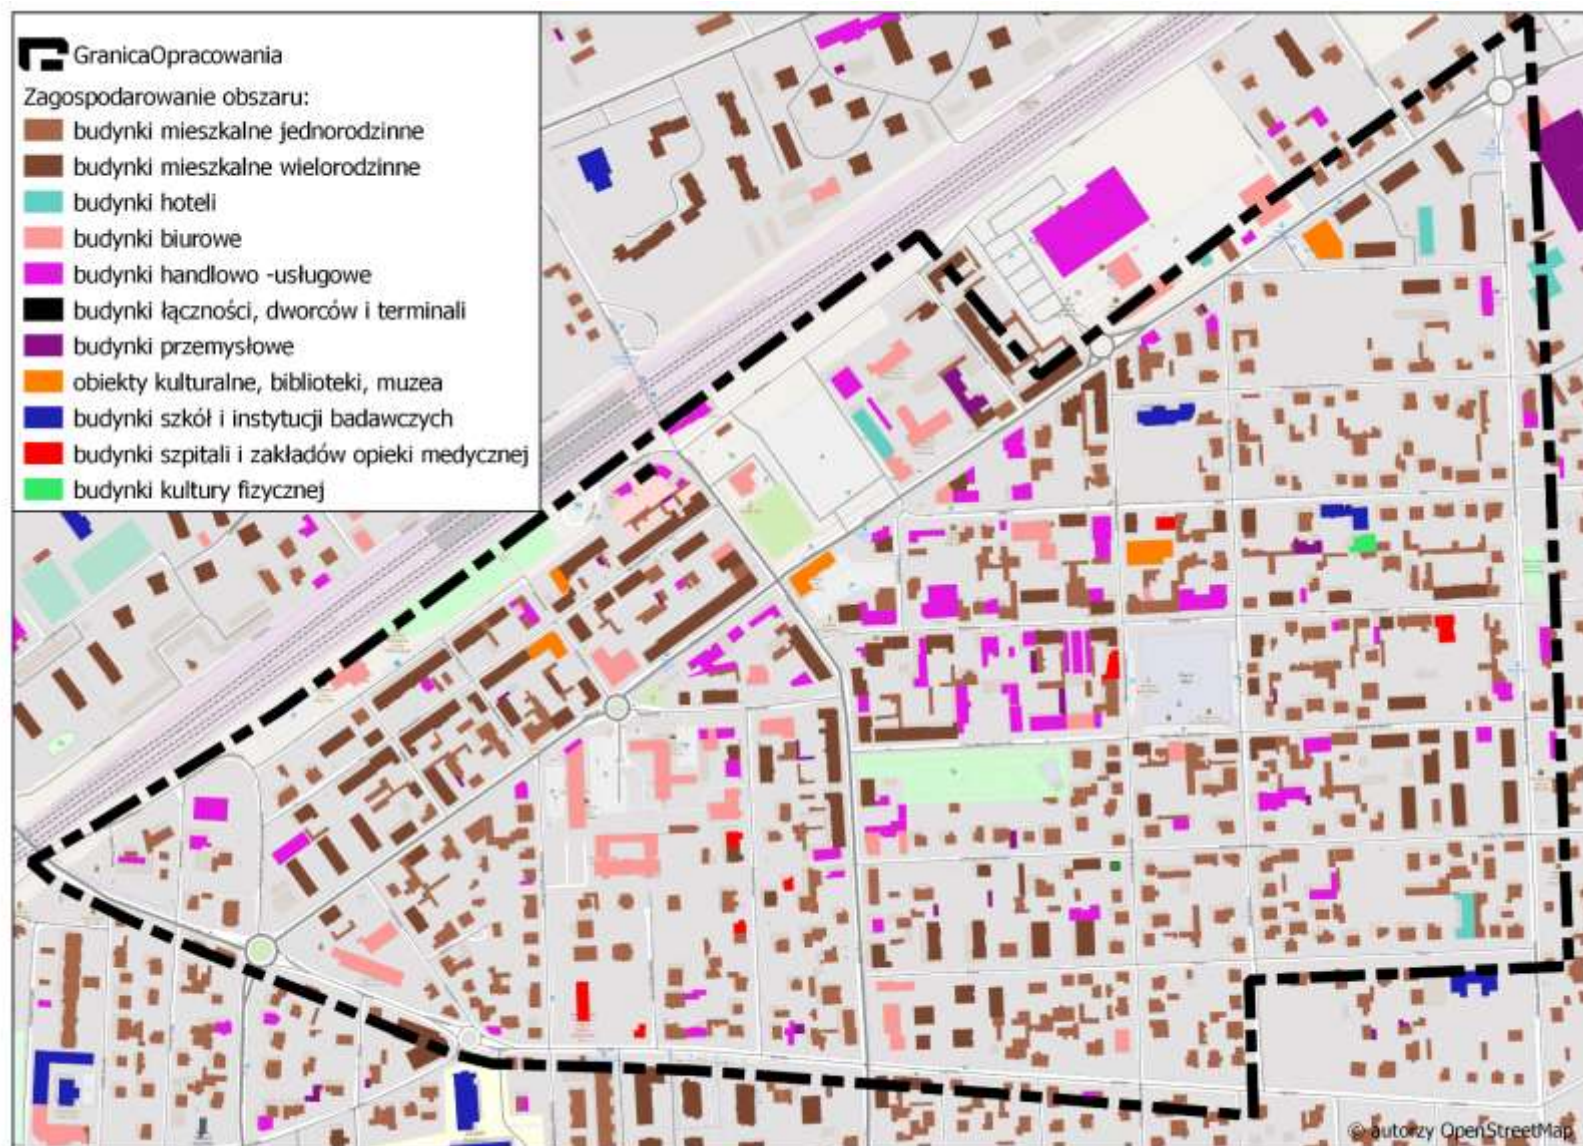 GranicaOpracowania
Zagospodarowanie obszaru:
budynki mieszkalne jednorodzinne
budynki mieszkalne wielorodzinne
budynki hoteli
budynki biurowe
budynki handlowo -usługowe
budynki łączności, dworców i terminali
budynki przemysłowe
obiekty kulturalne, biblioteki, muzea
budynki szkół i instytucji badawczych
budynki szpitali i zakładów opieki medycznej
budynki kultury fizycznej
© autorzy OpenStreetMap